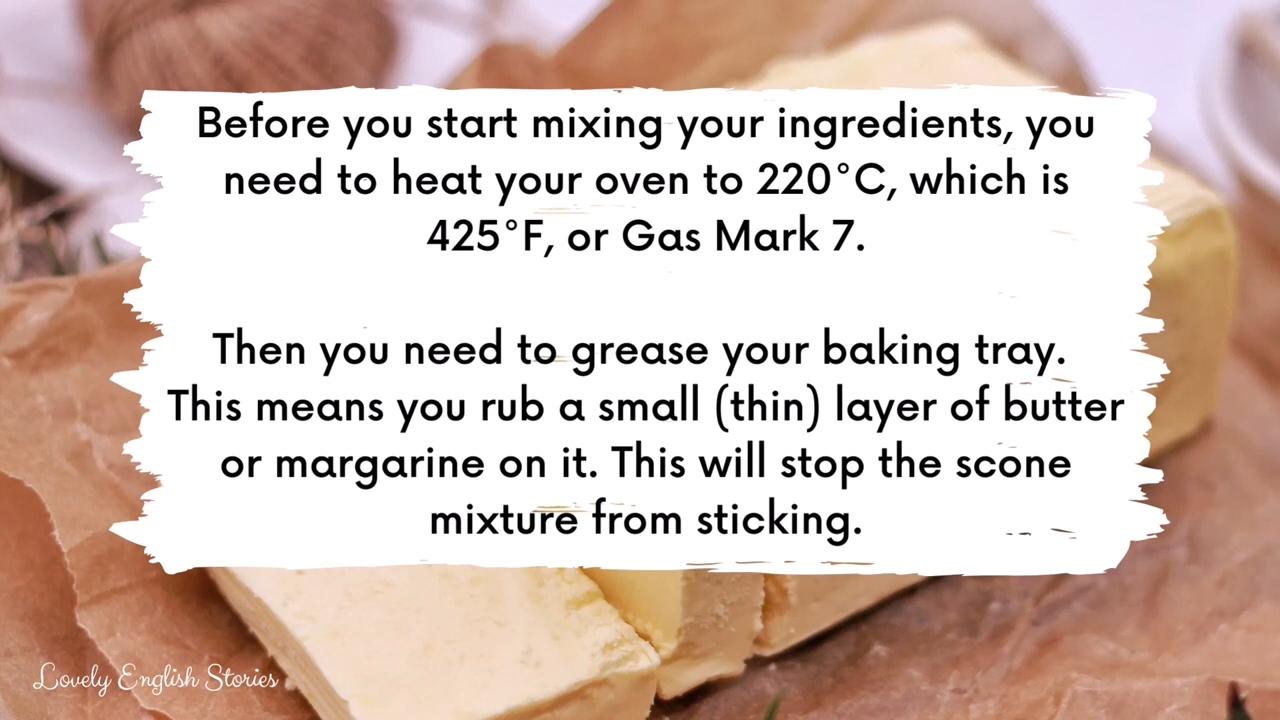 Before you start mixing your ingredients, you
need to heat your oven to 220°C, which is
425°F, or Gas Mark 7.
Then you need to grease your baking tray.
This means you rub a small (thin) layer of butter
or margarine on it. This will stop the scone
mixture from sticking.
Lovely English Stories